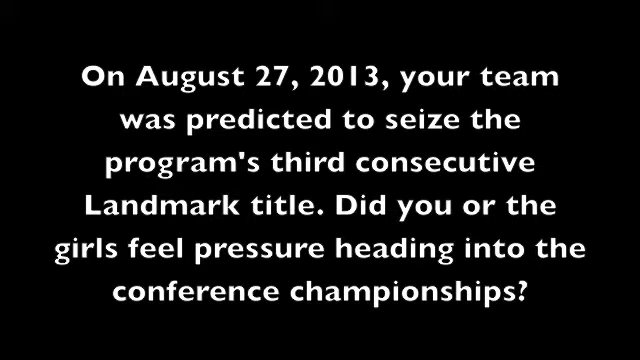 On August 27, 2013, your team
was predicted to seize the
program's third consecutive
Landmark title. Did you or the
girls feel pressure heading into the
conference championships?